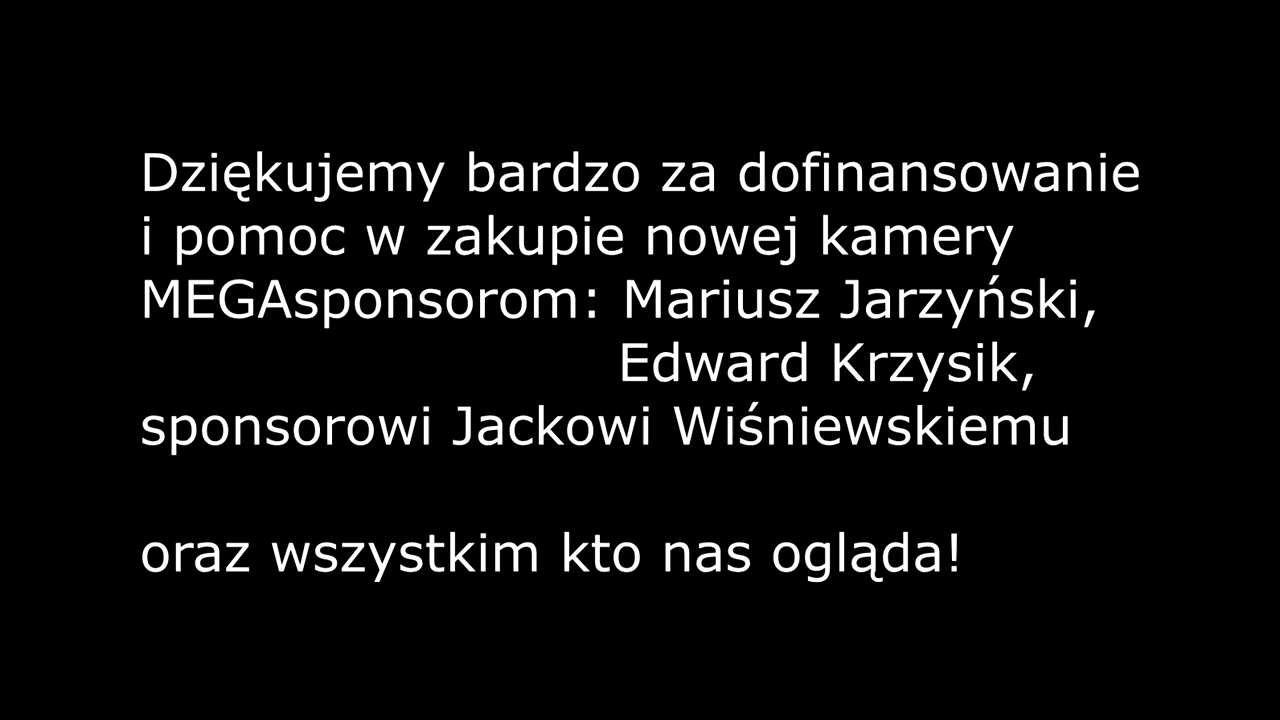 Dziękujemy bardzo za dofinansowanie
i pomoc w zakupie nowej kamery
MEGAsponsorom: Mariusz Jarzyński,
Edward Krzysik,
sponsorowi Jackowi Wiśniewskiemu
oraz wszystkim kto nas ogląda!